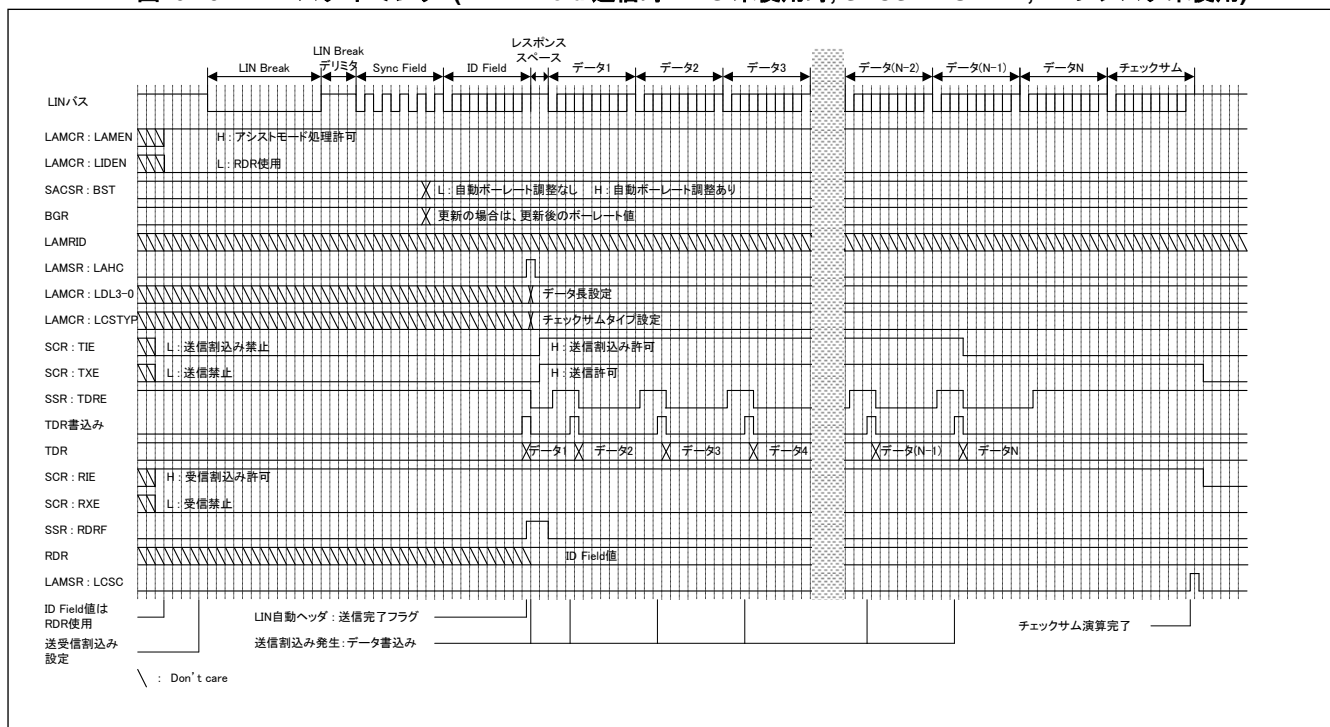 LIN Break
LIN Break
デリミタ
Sync Field
ID Field
レスポンス
スペース
データ1
データ2
データ3
データ(N-2)
データ(N-1)
データN
チェックサム
LINバス
LAMCR : LAMEN
H : アシストモード処理許可
LAMCR : LIDEN
L : RDR使用
SACSR : BST
L : 自動ボーレート調整なし H : 自動ボーレート調整あり
BGR
更新の場合は、更新後のボーレート値
LAMRID
LAMSR : LAHC
LAMCR : LDL3-0
データ長設定
LAMCR : LCSTYP
チェックサムタイプ設定
SCR : TIE
L : 送信割込み禁止
H : 送信割込み許可
SCR : TXE
L : 送信禁止
H : 送信許可
SSR : TDRE
TDR書込み
TDR
データ1
データ2
データ3
データ4
データ(N-1)
データN
SCR : RIE
H : 受信割込み許可
SCR : RXE
L : 受信禁止
SSR : RDRF
RDR
ID Field値
LAMSR : LCSC
ID Field値は
RDR使用
LIN自動ヘッダ : 送信完了フラグ
チェックサム演算完了
送受信割込み
設定
送信割込み発生 : データ書込み
: Don't care